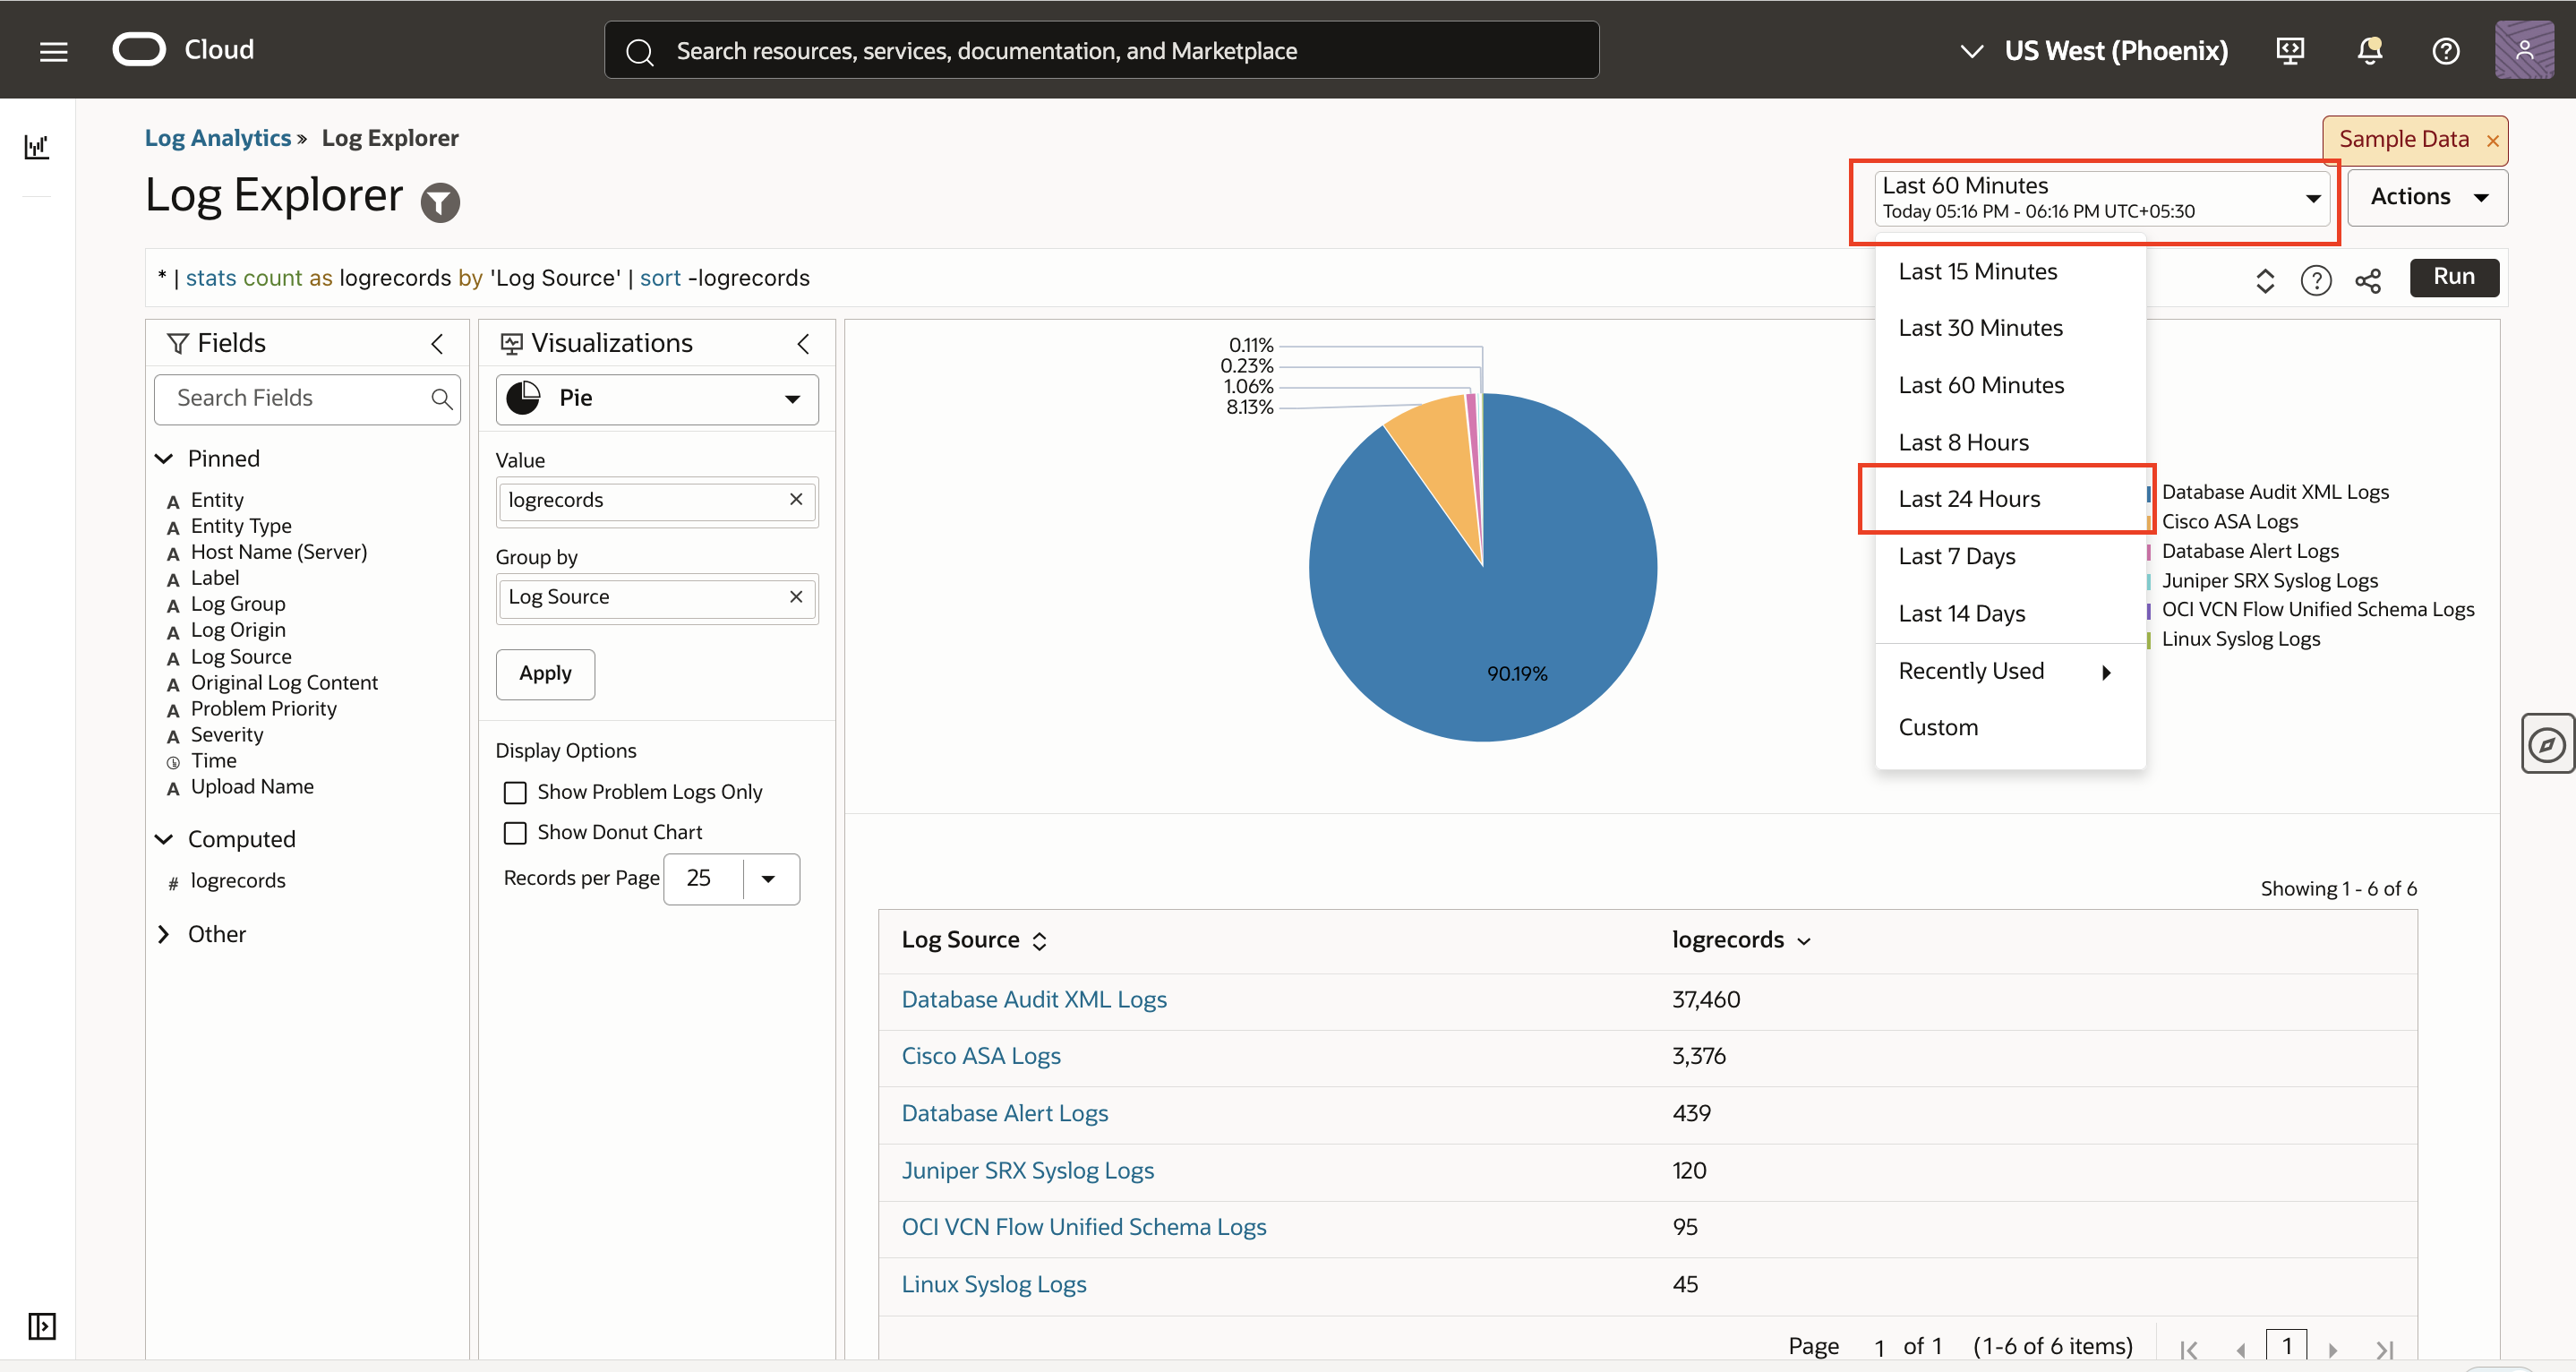 Cloud
Search resources, services, documentation, and Marketplace
US West (Phoenix)
Log Analytics » Log Explorer
Sample Data ×
Log Explorer
Last 60 Minutes
Today 05:16 PM - 06:16 PM UTC+05:30
Actions
* | stats count as logrecords by 'Log Source' | sort -logrecords
Run
Fields
Search Fields
Pinned
A Entity
A Entity Type
A Host Name (Server)
A Label
A Log Group
A Log Origin
A Log Source
A Original Log Content
A Problem Priority
A Severity
Time
A Upload Name
Computed
# logrecords
Other
Visualizations
Pie
Value
logrecords ×
Group by
Log Source ×
Apply
Display Options
Show Problem Logs Only
Show Donut Chart
Records per Page 25
0.11%
0.23%
1.06%
8.13%
90.19%
Last 15 Minutes
Last 30 Minutes
Last 60 Minutes
Last 8 Hours
Last 24 Hours
Last 7 Days
Last 14 Days
Recently Used
Custom
Database Audit XML Logs
Cisco ASA Logs
Database Alert Logs
Juniper SRX Syslog Logs
OCI VCN Flow Unified Schema Logs
Linux Syslog Logs
Showing 1 - 6 of 6
Log Source logrecords
Database Audit XML Logs 37,460
Cisco ASA Logs 3,376
Database Alert Logs 439
Juniper SRX Syslog Logs 120
OCI VCN Flow Unified Schema Logs 95
Linux Syslog Logs 45
Page 1 of 1 (1-6 of 6 items) 1